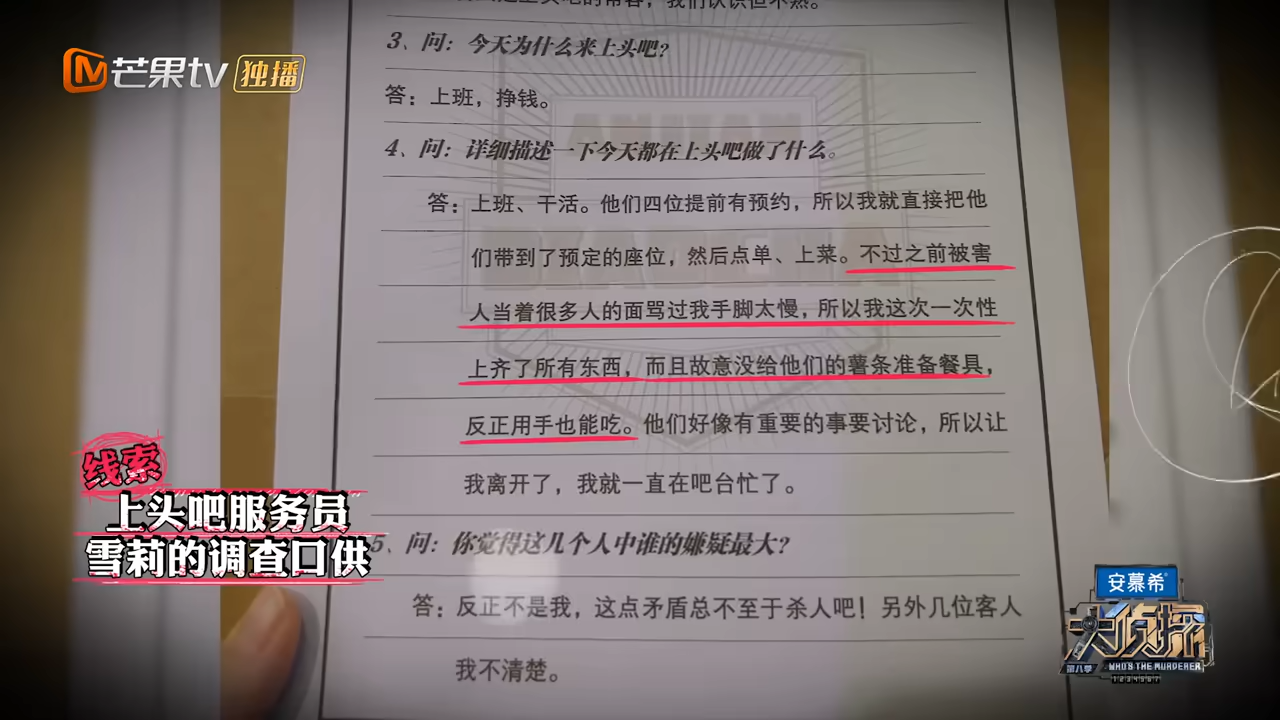 芒果tv 独播
3、问：今天为什么来上头吧？
答：上班，挣钱。
4、问：详细描述一下今天都在上头吧做了什么。
答：上班、干活。他们四位提前有预约，所以我就直接把他
们带到了预定的座位，然后点单、上菜。不过之前被害
人当着很多人的面骂过我手脚太慢，所以我这次一次性
上齐了所有东西，而且故意没给他们的薯条准备餐具，
反正用手也能吃。他们好像有重要的事要讨论，所以让
我离开了，我就一直在吧台忙了。
5、问：你觉得这几个人中谁的嫌疑最大？
答：反正不是我，这点矛盾总不至于杀人吧！另外几位客人
我不清楚。
线索
上头吧服务员
雪莉的调查口供
安慕希
大侦探
第八季 WHO'S THE MURDERER